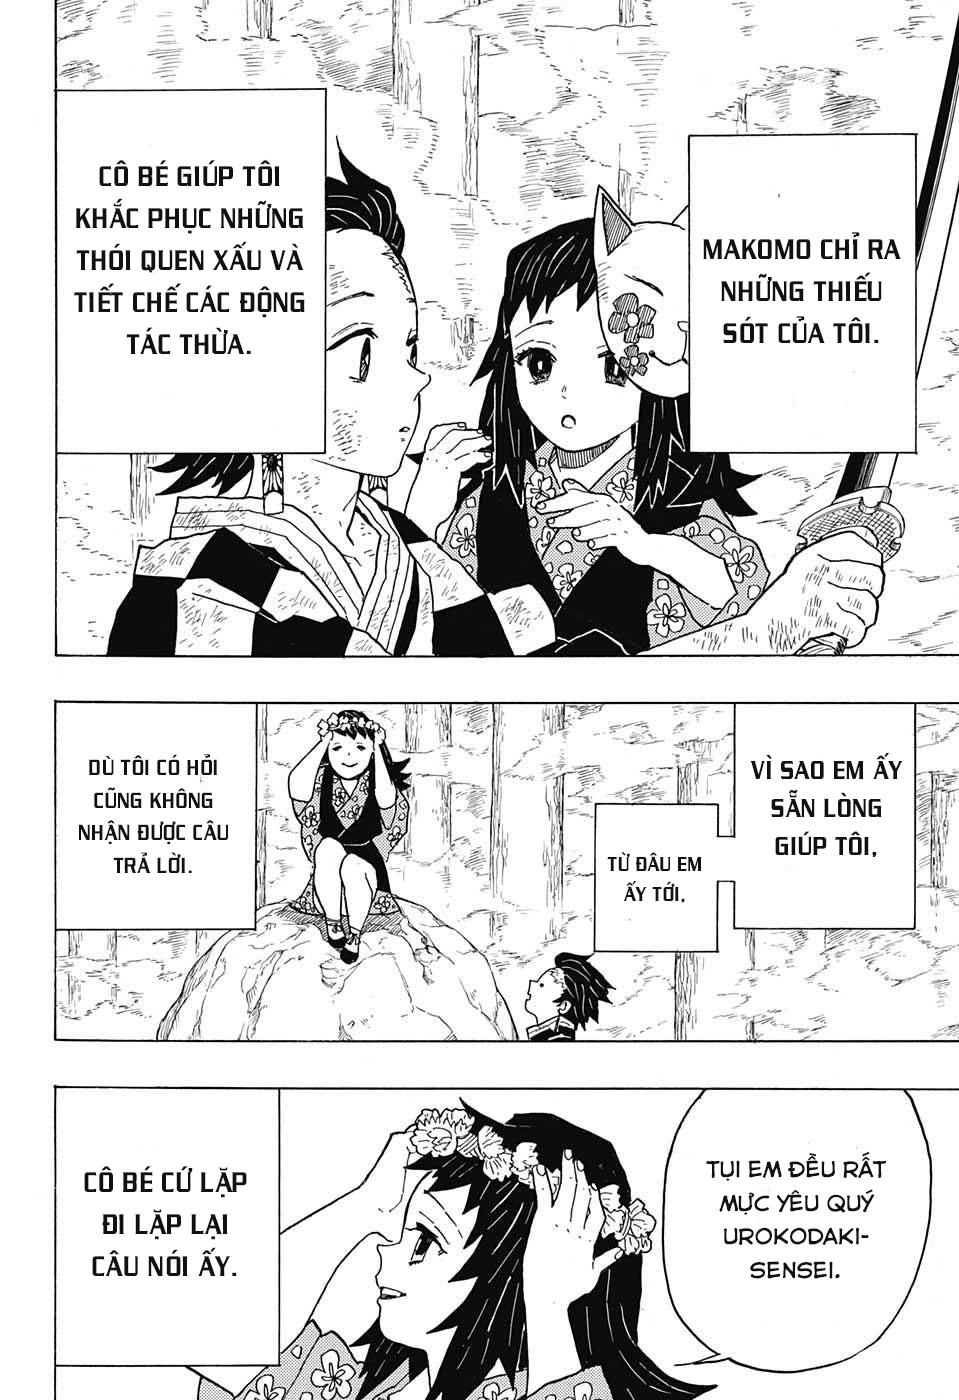 MAKOMO CHỈ RA
NHỮNG THIẾU
SÓT CỦA TÔI.
CÔ BÉ GIÚP TÔI
KHẮC PHỤC NHỮNG
THÓI QUEN XẤU VÀ
TIẾT CHẾ CÁC ĐỘNG
TÁC THỪA.
VÌ SAO EM ẤY
SẴN LÒNG
GIÚP TÔI,
TỪ ĐÂU EM
ẤY TỚI,
DÙ TÔI CÓ HỎI
CŨNG KHÔNG
NHẬN ĐƯỢC CÂU
TRẢ LỜI.
TỤI EM ĐỀU RẤT
MỰC YÊU QUÝ
UROKODAKI-
SENSEI.
CÔ BÉ CỨ LẶP
ĐI LẶP LẠI
CÂU NÓI ẤY.